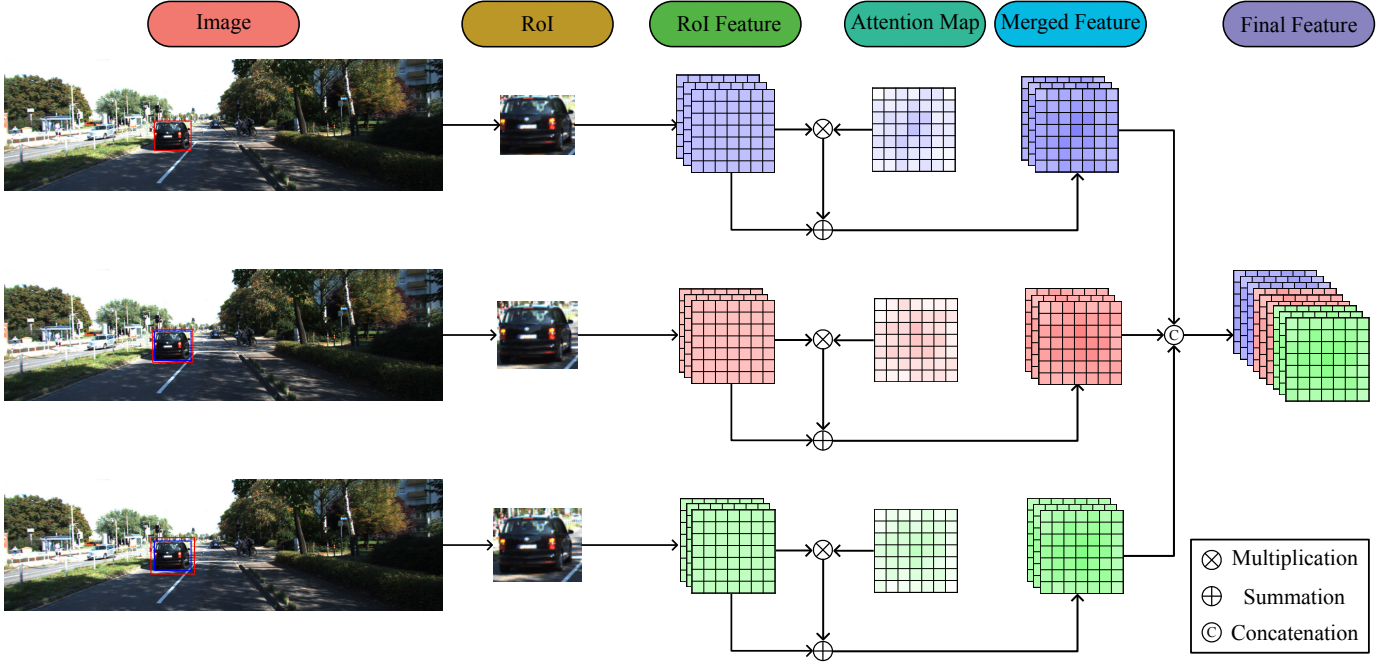 Image
RoI
RoI Feature
Attention Map
Merged Feature
Final Feature
C
Multiplication
Summation
C
Concatenation